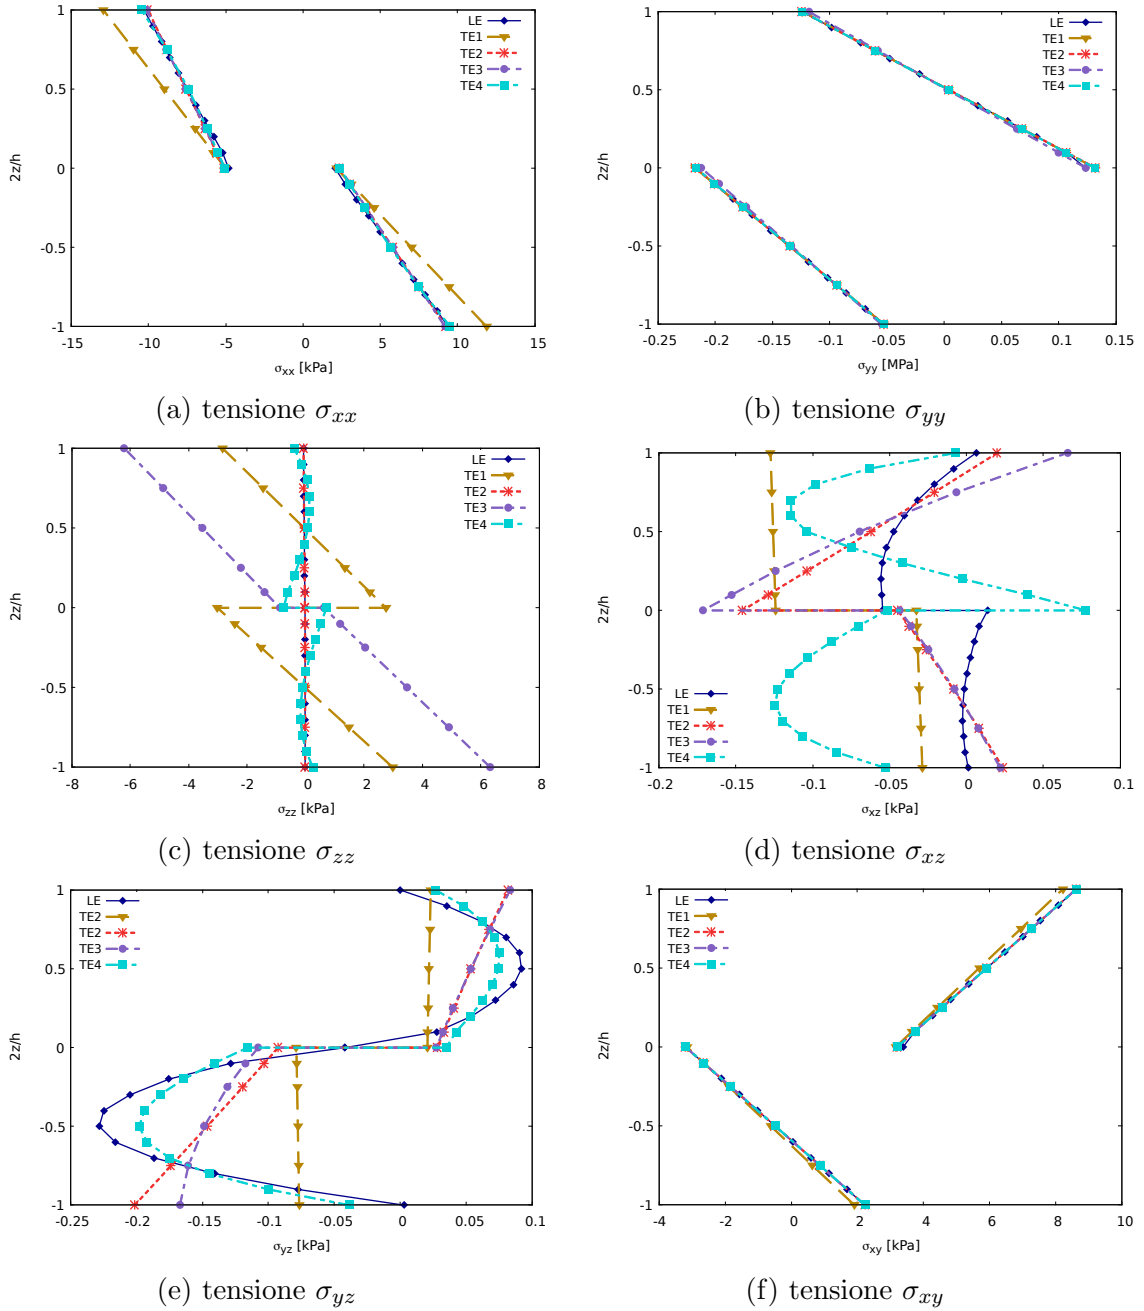 1
0.5
0
-0.5
-1
-15
-10
-5
0
5
10
15
2z/h
σxx [kPa]
LE
TE1
TE2
TE3
TE4
(a) tensione σxx
1
0.5
0
-0.5
-1
-0.25
-0.2
-0.15
-0.1
-0.05
0
0.05
0.1
0.15
2z/h
σyy [MPa]
LE
TE1
TE2
TE3
TE4
(b) tensione σyy
1
0.5
0
-0.5
-1
-8
-6
-4
-2
0
2
4
6
8
2z/h
σzz [kPa]
LE
TE1
TE2
TE3
TE4
(c) tensione σzz
1
0.5
0
-0.5
-1
-0.2
-0.15
-0.1
-0.05
0
0.05
0.1
2z/h
σxz [kPa]
LE
TE1
TE2
TE3
TE4
(d) tensione σxz
1
0.5
0
-0.5
-1
-0.25
-0.2
-0.15
-0.1
-0.05
0
0.05
0.1
2z/h
σyz [kPa]
LE
TE2
TE2
TE3
TE4
(e) tensione σyz
1
0.5
0
-0.5
-1
-4
-2
0
2
4
6
8
10
2z/h
σxy [kPa]
LE
TE1
TE2
TE3
TE4
(f) tensione σxy